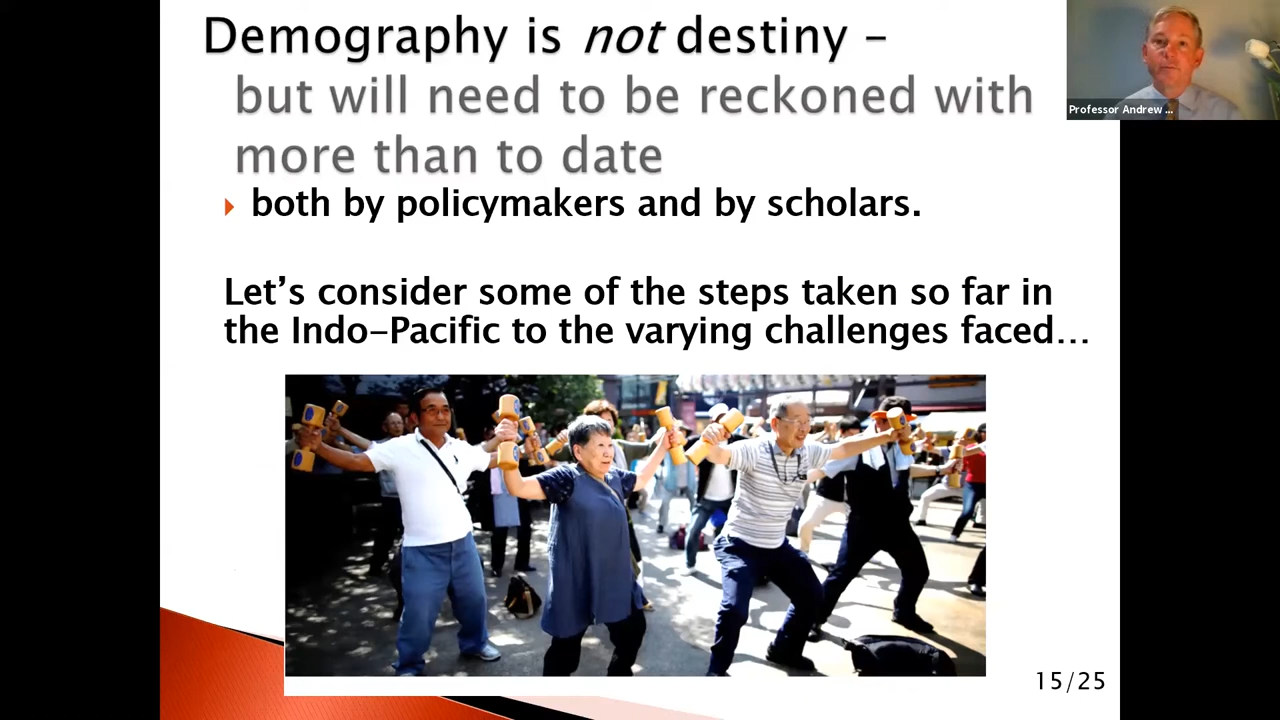 Demography is not destiny –
but will need to be reckoned with
more than to date
both by policymakers and by scholars.
Let’s consider some of the steps taken so far in
the Indo-Pacific to the varying challenges faced…
Professor Andrew ...
15/25